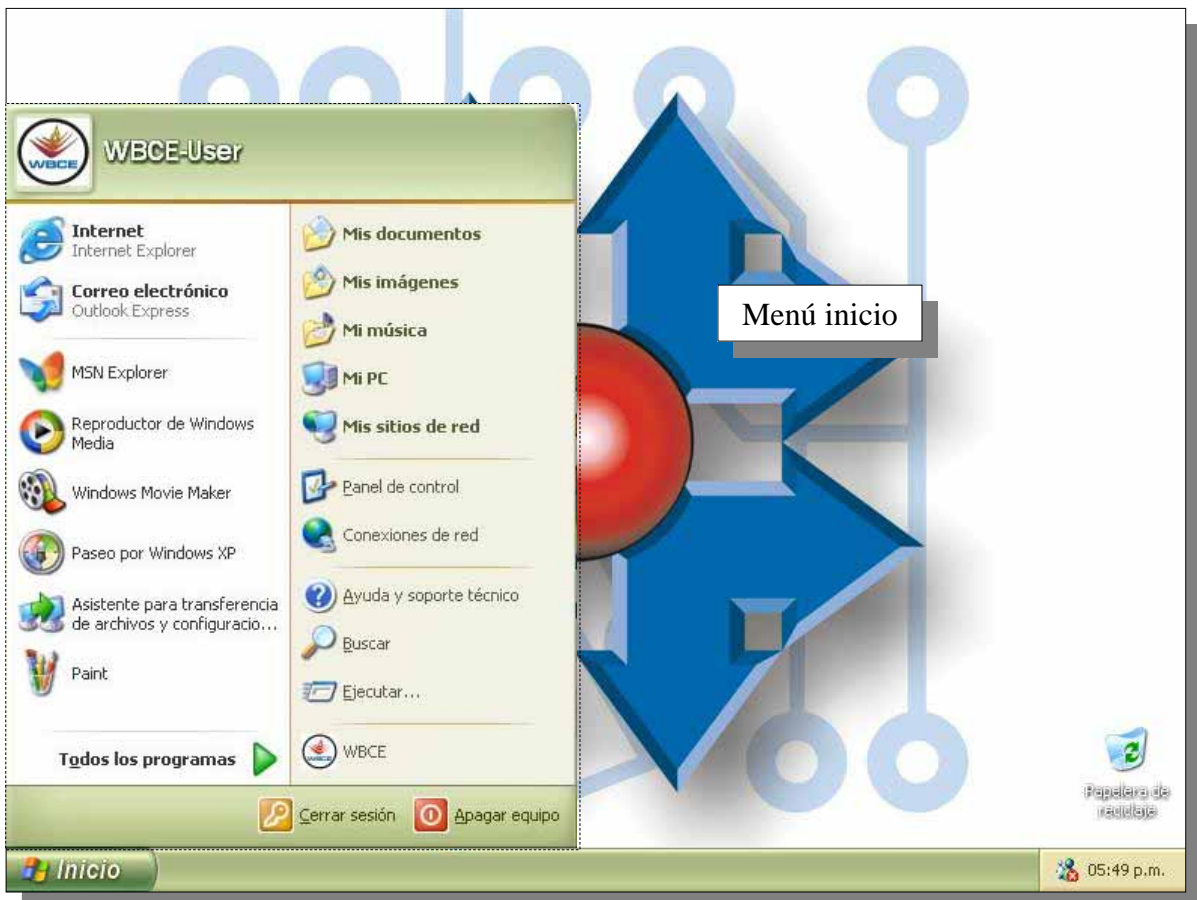 WBCE
WBCE-User
Internet
Internet Explorer
Correo electrónico
Outlook Express
MSN Explorer
Reproductor de Windows
Media
Windows Movie Maker
Paseo por Windows XP
Asistente para transferencia
de archivos y configuracio...
Paint
Todos los programas
Mis documentos
Mis imágenes
Mi música
Mi PC
Mis sitios de red
Panel de control
Conexiones de red
Ayuda y soporte técnico
Buscar
Ejecutar...
WBCE
WBCE
Cerrar sesión
Apagar equipo
Menú inicio
Papelera de
reciclaje
Inicio
05:49 p.m.